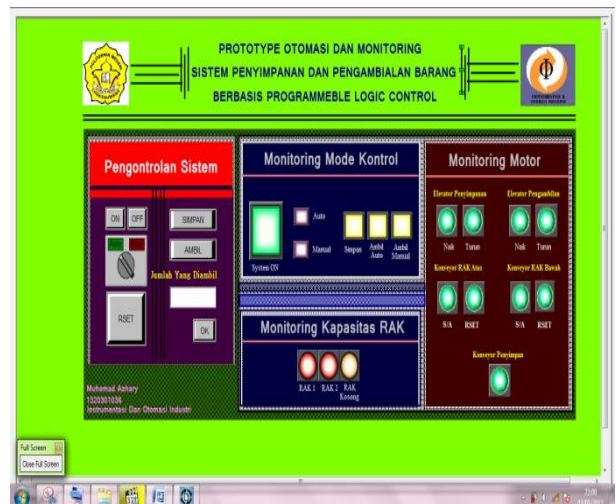 PROTOTYPE OTOMASI DAN MONITORING
SISTEM PENYIMPANAN DAN PENGAMBIALAN BARANG
BERBASIS PROGRAMMEBLE LOGIC CONTROL
Pengontrolan Sistem
ON OFF SIMPAN
AMBIL
Jumlah Yang Diambil
RSET
OK
Muhamad Azhary
1320301036
Instrumentasi Dan Otomasi Industri
Monitoring Mode Kontrol
Auto
Manual
System ON
Simpan Ambil Auto Ambil Manual
Monitoring Kapasitas RAK
RAK 1 RAK 2 RAK Kosong
Monitoring Motor
Elevator Penyimpanan Elevator Pengambilan
Naik Turun Naik Turun
Konveyor RAK Atas Konveyor RAK Bawah
S/A RSET S/A RSET
Konveyor Penyimpan
Full Screen
Close Full Screen
22:00